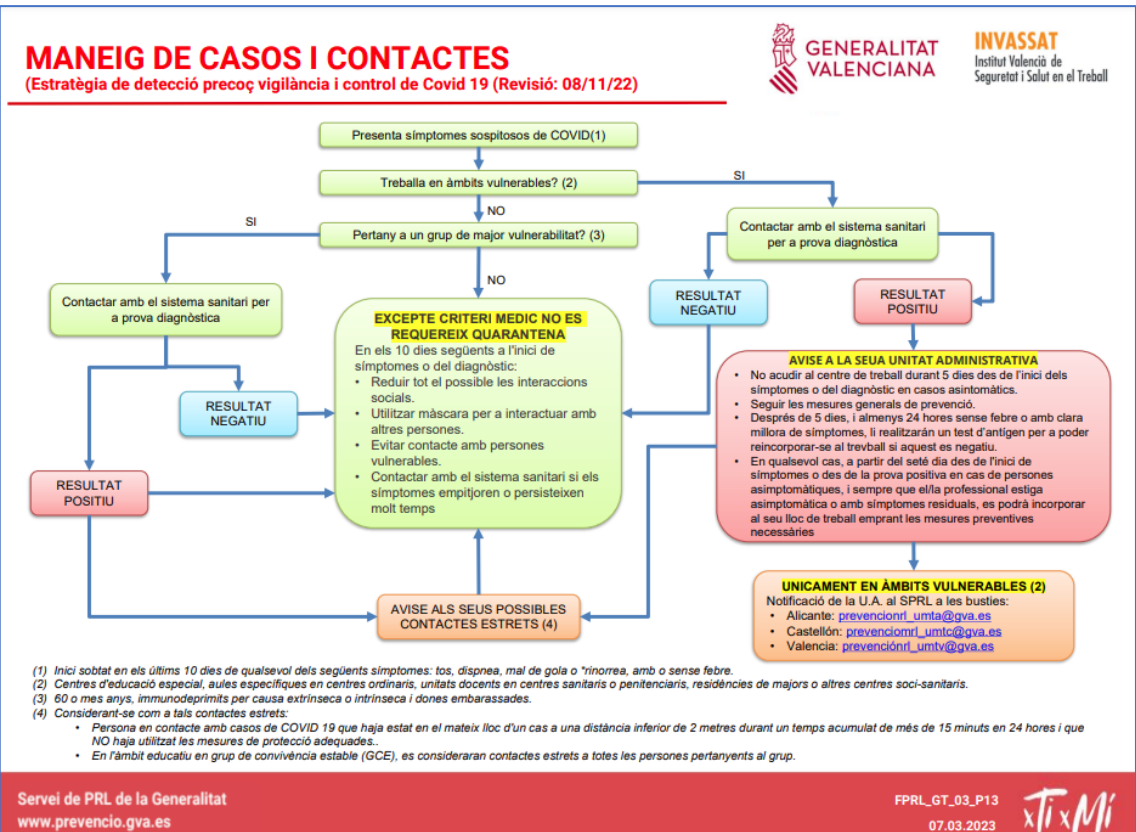 MANEIG DE CASOS I CONTACTES
(Estratègia de detecció precoç vigilància i control de Covid 19 (Revisió: 08/11/22)
GENERALITAT
VALENCIANA
INVASSAT
Institut Valencià de
Seguretat i Salut en el Treball
Presenta símptomes sospitosos de COVID(1)
Treballa en àmbits vulnerables? (2)
SI
NO
SI
Pertany a un grup de major vulnerabilitat? (3)
Contactar amb el sistema sanitari
per a prova diagnòstica
NO
Contactar amb el sistema sanitari per
a prova diagnòstica
RESULTAT
NEGATIU
RESULTAT
POSITIU
EXCEPTE CRITERI MEDIC NO ES
REQUEREIX QUARANTENA
En els 10 dies següents a l'inici de
símptomes o del diagnòstic:
• Reduir tot el possible les interaccions
socials.
• Utilitzar màscara per a interactuar amb
altres persones.
• Evitar contacte amb persones
vulnerables.
• Contactar amb el sistema sanitari si els
símptomes empitjoren o persisteixen
molt temps
AVISE A LA SEUA UNITAT ADMINISTRATIVA
• No acudir al centre de treball durant 5 dies des de l'inici dels
símptomes o del diagnòstic en casos asintomàtics.
• Seguir les mesures generals de prevenció.
• Després de 5 dies, i almenys 24 hores sense febre o amb clara
millora de símptomes, li realitzarán un test d'antígen per a poder
reincorporar-se al trevball si aquest es negatiu.
• En qualsevol cas, a partir del seté dia des de l'inici de
símptomes o des de la prova positiva en cas de persones
asimptomàtiques, i sempre que el/la professional estiga
asimptomàtica o amb símptomes residuals, es podrà incorporar
al seu lloc de treball emprant les mesures preventives
necessàries
RESULTAT
NEGATIU
RESULTAT
POSITIU
AVISE ALS SEUS POSSIBLES
CONTACTES ESTRETS (4)
UNICAMENT EN ÀMBITS VULNERABLES (2)
Notificació de la U.A. al SPRL a les busties:
• Alicante: prevencionrl_umta@gva.es
• Castellón: prevenciomrl_umtc@gva.es
• Valencia: prevenciónrl_umtv@gva.es
(1) Inici sobtat en els últims 10 dies de qualsevol dels següents símptomes: tos, dispnea, mal de gola o *rinorrea, amb o sense febre.
(2) Centres d'educació especial, aules específiques en centres ordinaris, unitats docents en centres sanitaris o penitenciaris, residències de majors o altres centres soci-sanitaris.
(3) 60 o mes anys, immunodeprimits per causa extrínseca o intrínseca i dones embarassades.
(4) Considerant-se com a tals contactes estrets:
• Persona en contacte amb casos de COVID 19 que haja estat en el mateix lloc d'un cas a una distància inferior de 2 metres durant un temps acumulat de més de 15 minuts en 24 hores i que
NO haja utilitzat les mesures de protecció adequades..
• En l'àmbit educatiu en grup de convivència estable (GCE), es consideraran contactes estrets a totes les persones pertanyents al grup.
Servei de PRL de la Generalitat
www.prevencio.gva.es
FPRL_GT_03_P13
07.03.2023
xTi xMí